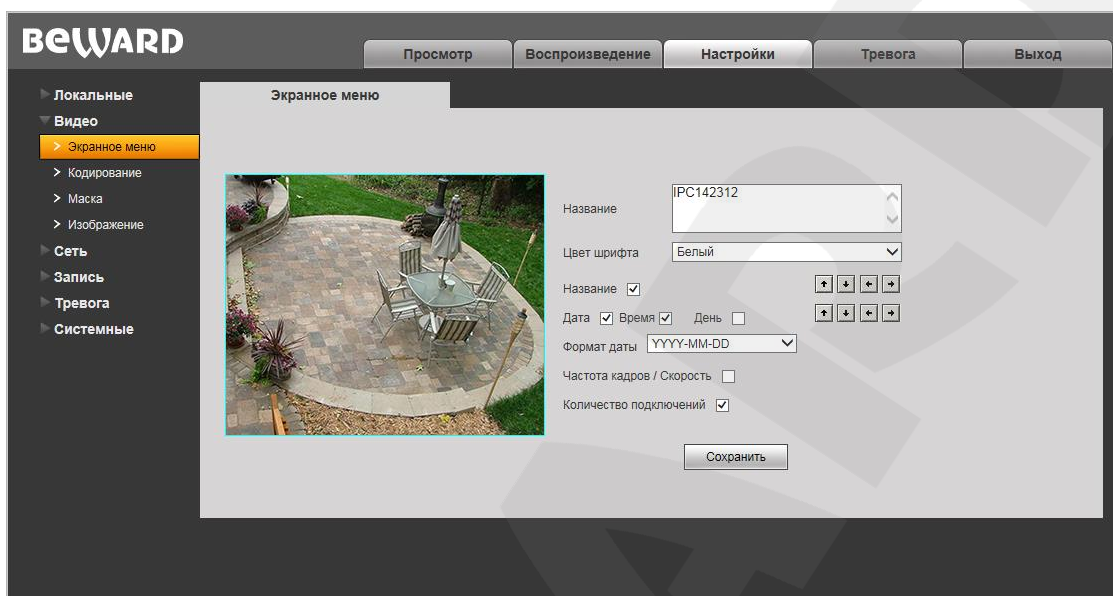 BEWARD
Просмотр Воспроизведение Настройки Тревога Выход
Локальные
Видео
Экранное меню
Кодирование
Маска
Изображение
Сеть
Запись
Тревога
Системные
Экранное меню
Название IPC142312
Цвет шрифта Белый
Название
Дата Время День
Формат даты YYYY-MM-DD
Частота кадров / Скорость
Количество подключений
Сохранить